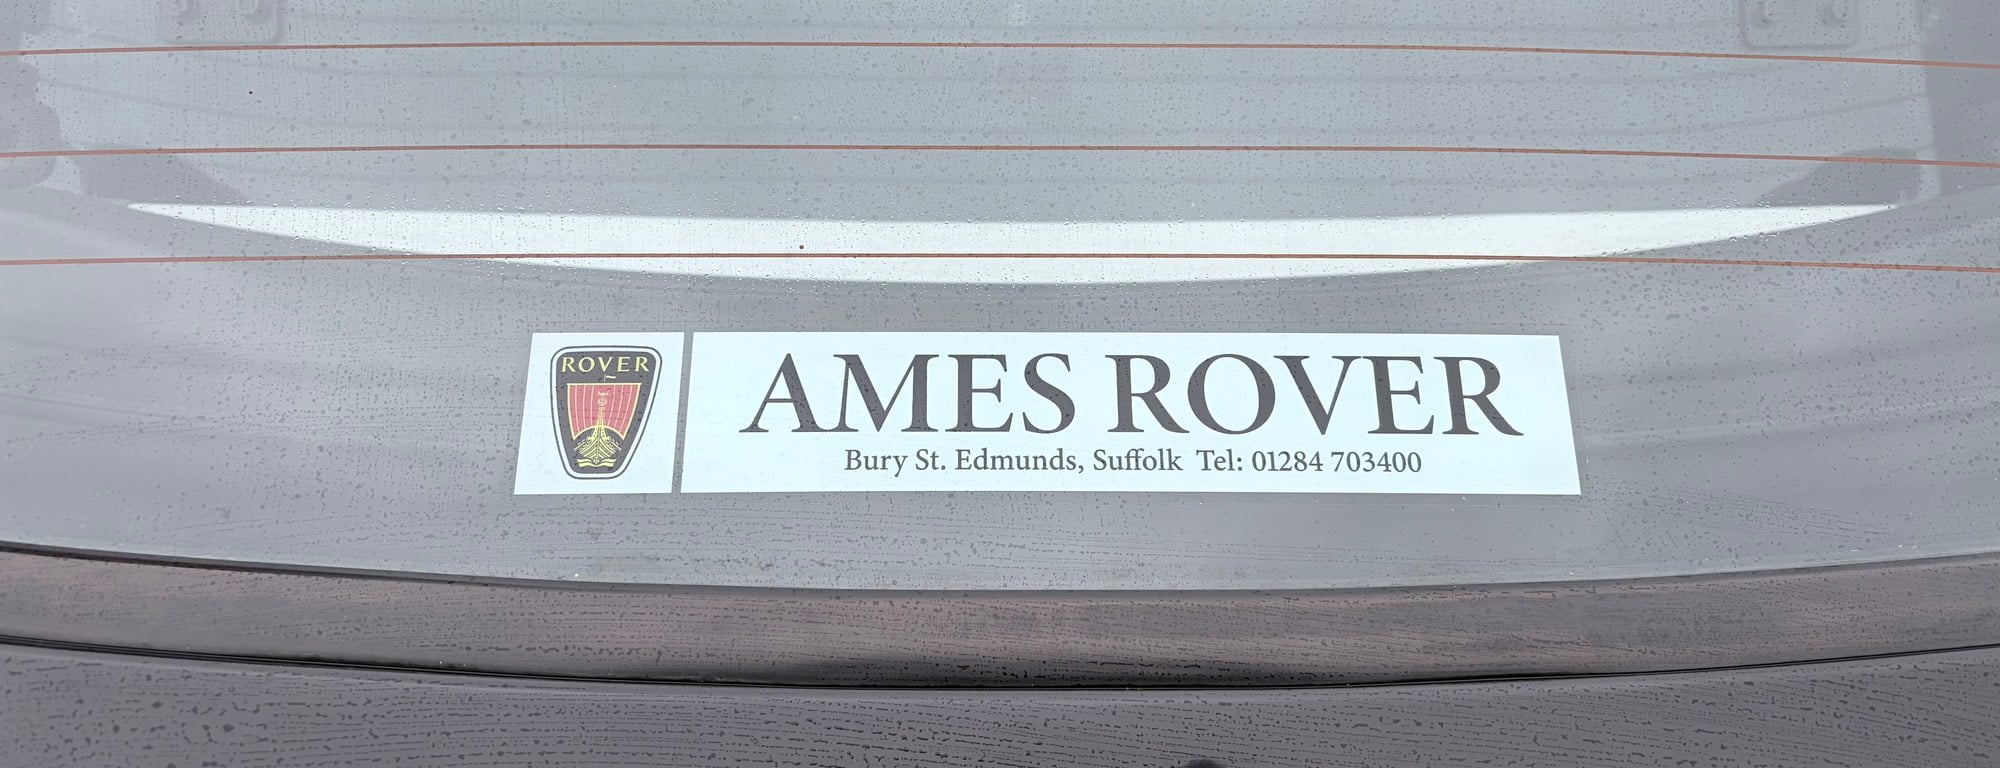 ROVER
AMES ROVER
Bury St. Edmunds, Suffolk Tel: 01284 703400